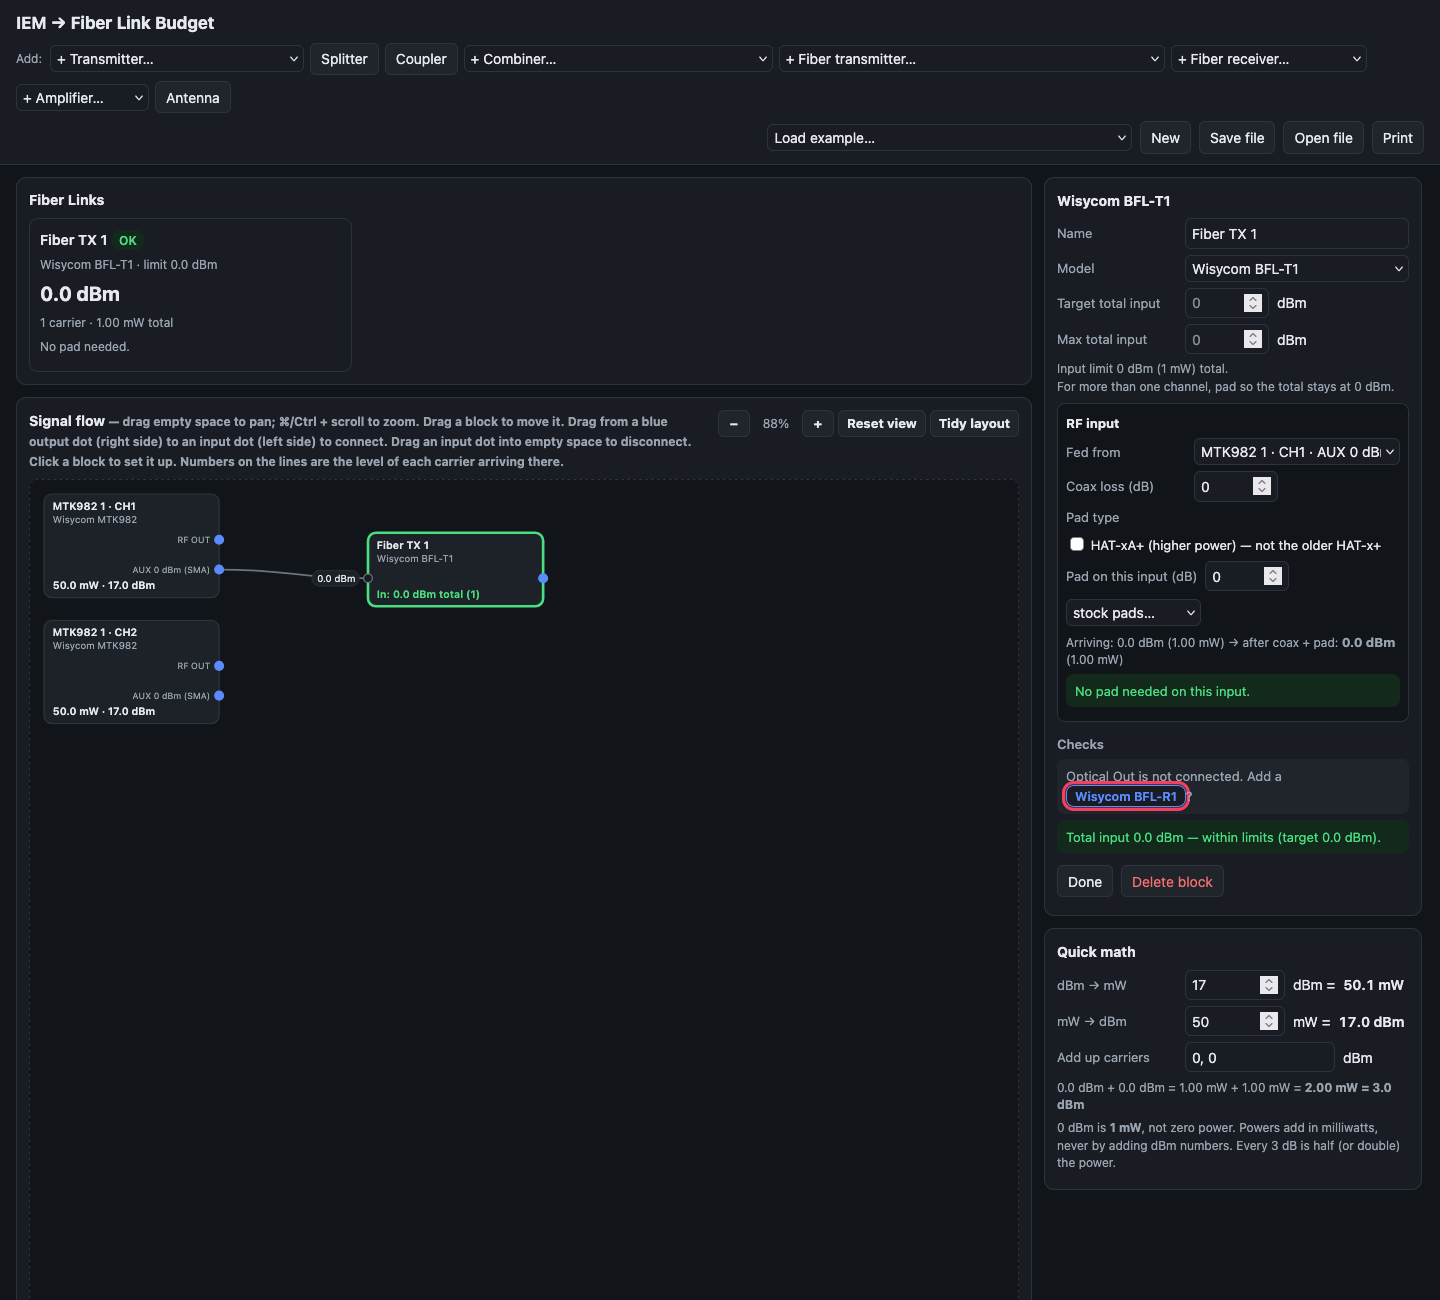 IEM → Fiber Link Budget
Add: + Transmitter... Splitter Coupler + Combiner... + Fiber transmitter... + Fiber receiver...
+ Amplifier... Antenna
Load example... New Save file Open file Print
Fiber Links
Fiber TX 1 OK
Wisycom BFL-T1 · limit 0.0 dBm
0.0 dBm
1 carrier · 1.00 mW total
No pad needed.
Signal flow — drag empty space to pan; ⌘/Ctrl + scroll to zoom. Drag a block to move it. Drag from a blue
output dot (right side) to an input dot (left side) to connect. Drag an input dot into empty space to disconnect.
Click a block to set it up. Numbers on the lines are the level of each carrier arriving there.
− 88% + Reset view Tidy layout
MTK982 1 · CH1
Wisycom MTK982
RF OUT
AUX 0 dBm (SMA)
50.0 mW · 17.0 dBm
0.0 dBm
Fiber TX 1
Wisycom BFL-T1
In: 0.0 dBm total (1)
MTK982 1 · CH2
Wisycom MTK982
RF OUT
AUX 0 dBm (SMA)
50.0 mW · 17.0 dBm
Wisycom BFL-T1
Name Fiber TX 1
Model Wisycom BFL-T1
Target total input 0 dBm
Max total input 0 dBm
Input limit 0 dBm (1 mW) total.
For more than one channel, pad so the total stays at 0 dBm.
RF input
Fed from MTK982 1 · CH1 · AUX 0 dB
Coax loss (dB) 0
Pad type
HAT-xA+ (higher power) — not the older HAT-x+
Pad on this input (dB) 0
stock pads...
Arriving: 0.0 dBm (1.00 mW) → after coax + pad: 0.0 dBm
(1.00 mW)
No pad needed on this input.
Checks
Optical Out is not connected. Add a
Wisycom BFL-R1 ?
Total input 0.0 dBm — within limits (target 0.0 dBm).
Done Delete block
Quick math
dBm → mW 17 dBm = 50.1 mW
mW → dBm 50 mW = 17.0 dBm
Add up carriers 0, 0 dBm
0.0 dBm + 0.0 dBm = 1.00 mW + 1.00 mW = 2.00 mW = 3.0
dBm
0 dBm is 1 mW, not zero power. Powers add in milliwatts,
never by adding dBm numbers. Every 3 dB is half (or double)
the power.